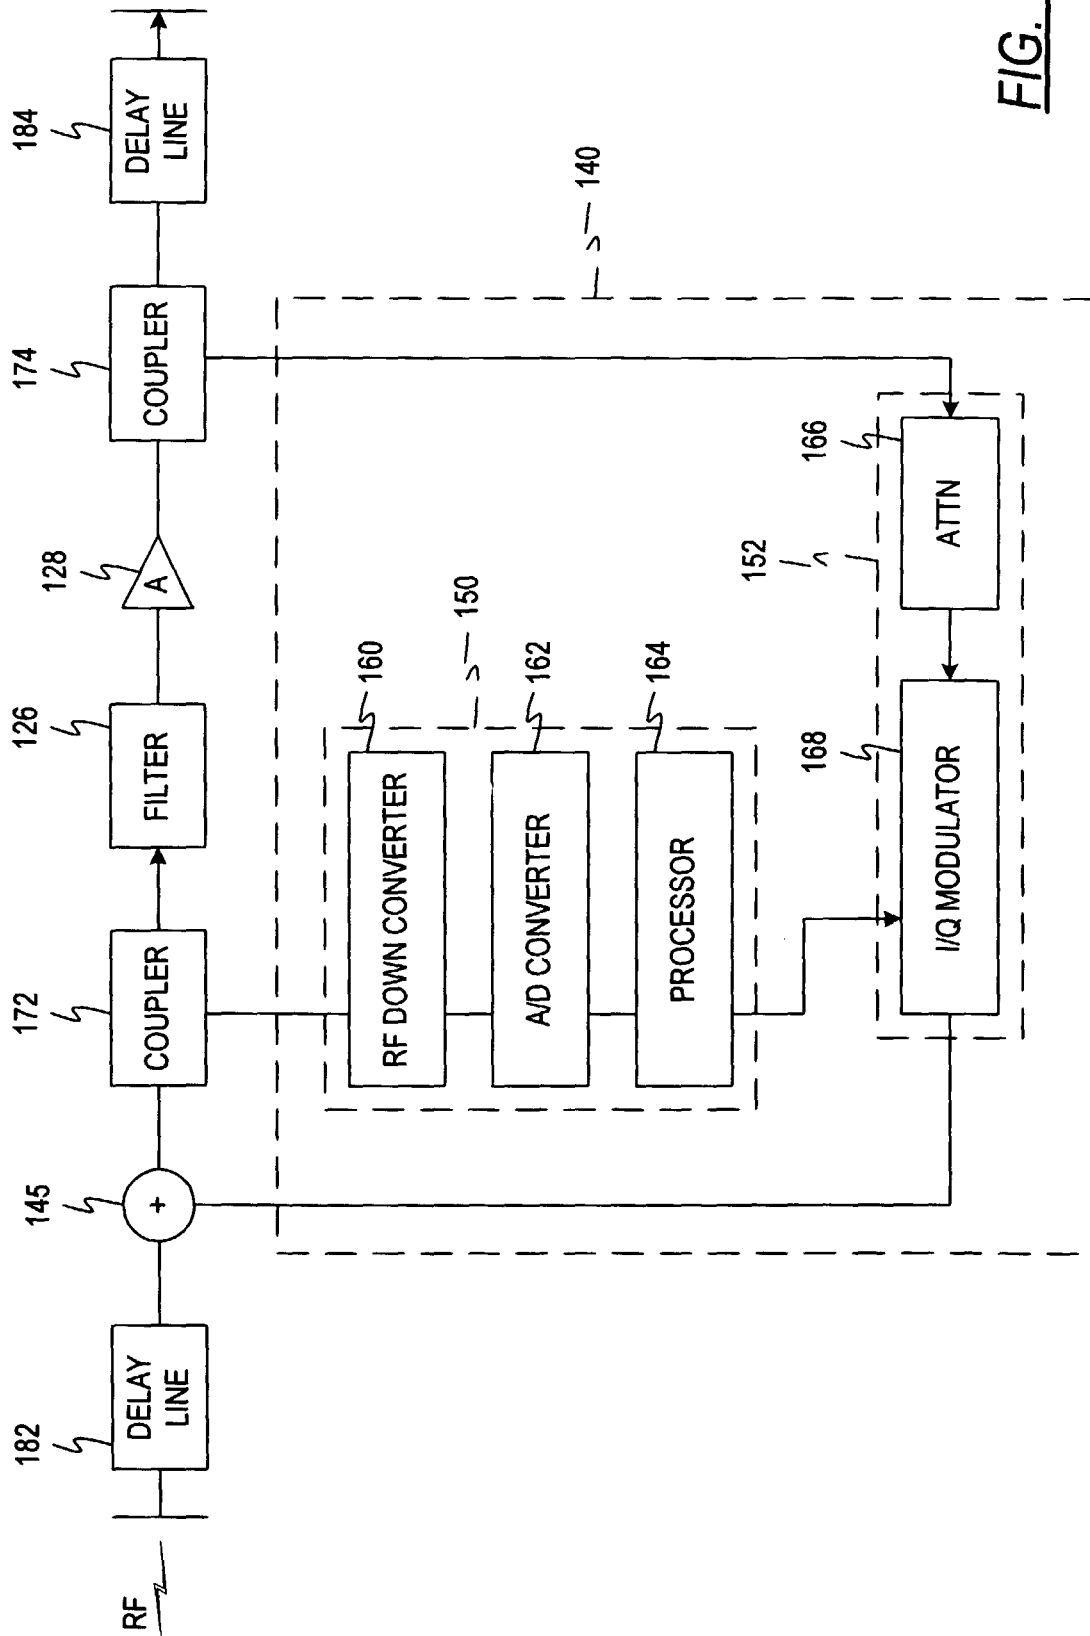 RF
182
DELAY
LINE
145
+
172
COUPLER
126
FILTER
128
A
174
COUPLER
184
DELAY
LINE
140
150
160
RF DOWN CONVERTER
162
A/D CONVERTER
164
PROCESSOR
152
168
I/Q MODULATOR
166
ATTN
FIG.